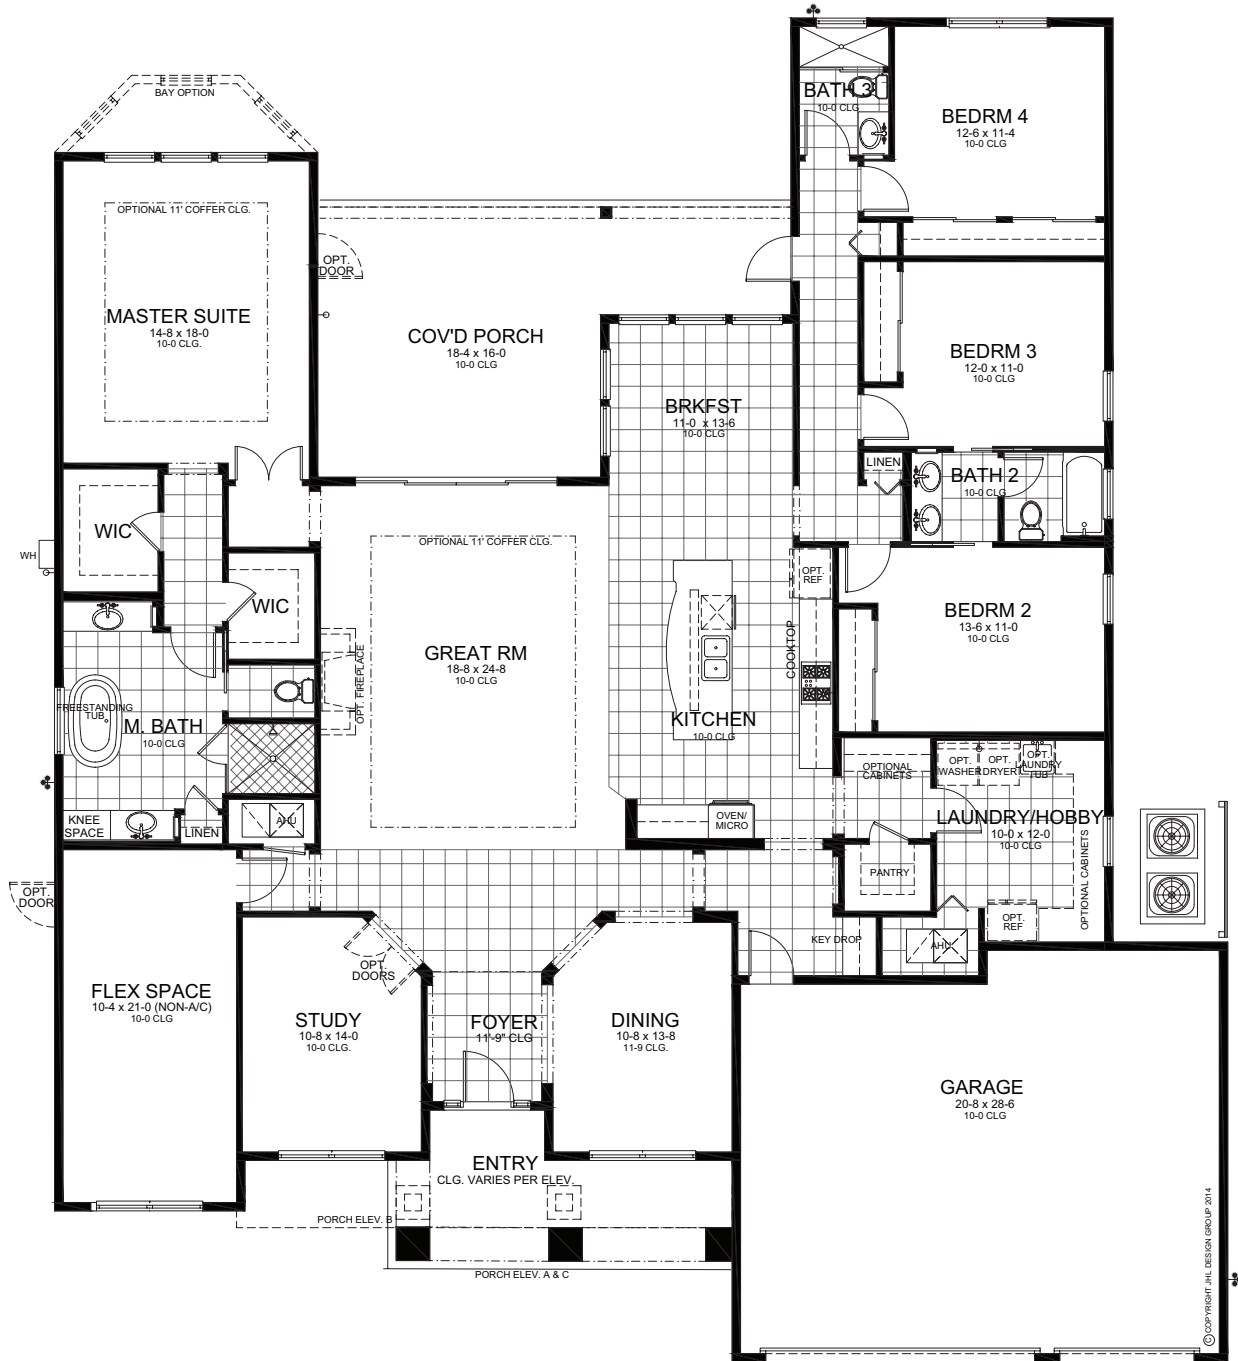 BAY OPTION
BATH 3
10-0 CLG
BEDRM 4
12-6 x 11-4
10-0 CLG
OPTIONAL 11' COFFER CLG.
MASTER SUITE
14-8 x 18-0
10-0 CLG.
OPT.
DOOR
COV'D PORCH
18-4 x 16-0
10-0 CLG
BEDRM 3
12-0 x 11-0
10-0 CLG
BRKFST
11-0 x 13-6
10-0 CLG
LINEN
BATH 2
10-0 CLG
WIC
WH
WIC
OPTIONAL 11' COFFER CLG.
OPT.
REF
BEDRM 2
13-6 x 11-0
10-0 CLG
GREAT RM
18-8 x 24-8
10-0 CLG
OPT. FIREPLACE
COOKTOP
KITCHEN
10-0 CLG
FREESTANDING
TUB
M. BATH
10-0 CLG
KNEE
SPACE
LINEN
AHU
OVEN/
MICRO
OPTIONAL
CABINETS
OPT.
WASHER
OPT.
DRYER
OPT.
LAUNDRY
TUB
LAUNDRY/HOBBY
10-0 x 12-0
10-0 CLG
OPTIONAL CABINETS
PANTRY
OPT.
REF
OPT.
DOOR
KEY DROP
AHU
OPT.
DOORS
FLEX SPACE
10-4 x 21-0 (NON-A/C)
10-0 CLG
STUDY
10-8 x 14-0
10-0 CLG.
FOYER
11'-9" CLG
DINING
10-8 x 13-8
11-9 CLG.
GARAGE
20-8 x 28-6
10-0 CLG
ENTRY
CLG. VARIES PER ELEV.
PORCH ELEV. B
PORCH ELEV. A & C
© COPYRIGHT JHL DESIGN GROUP 2014